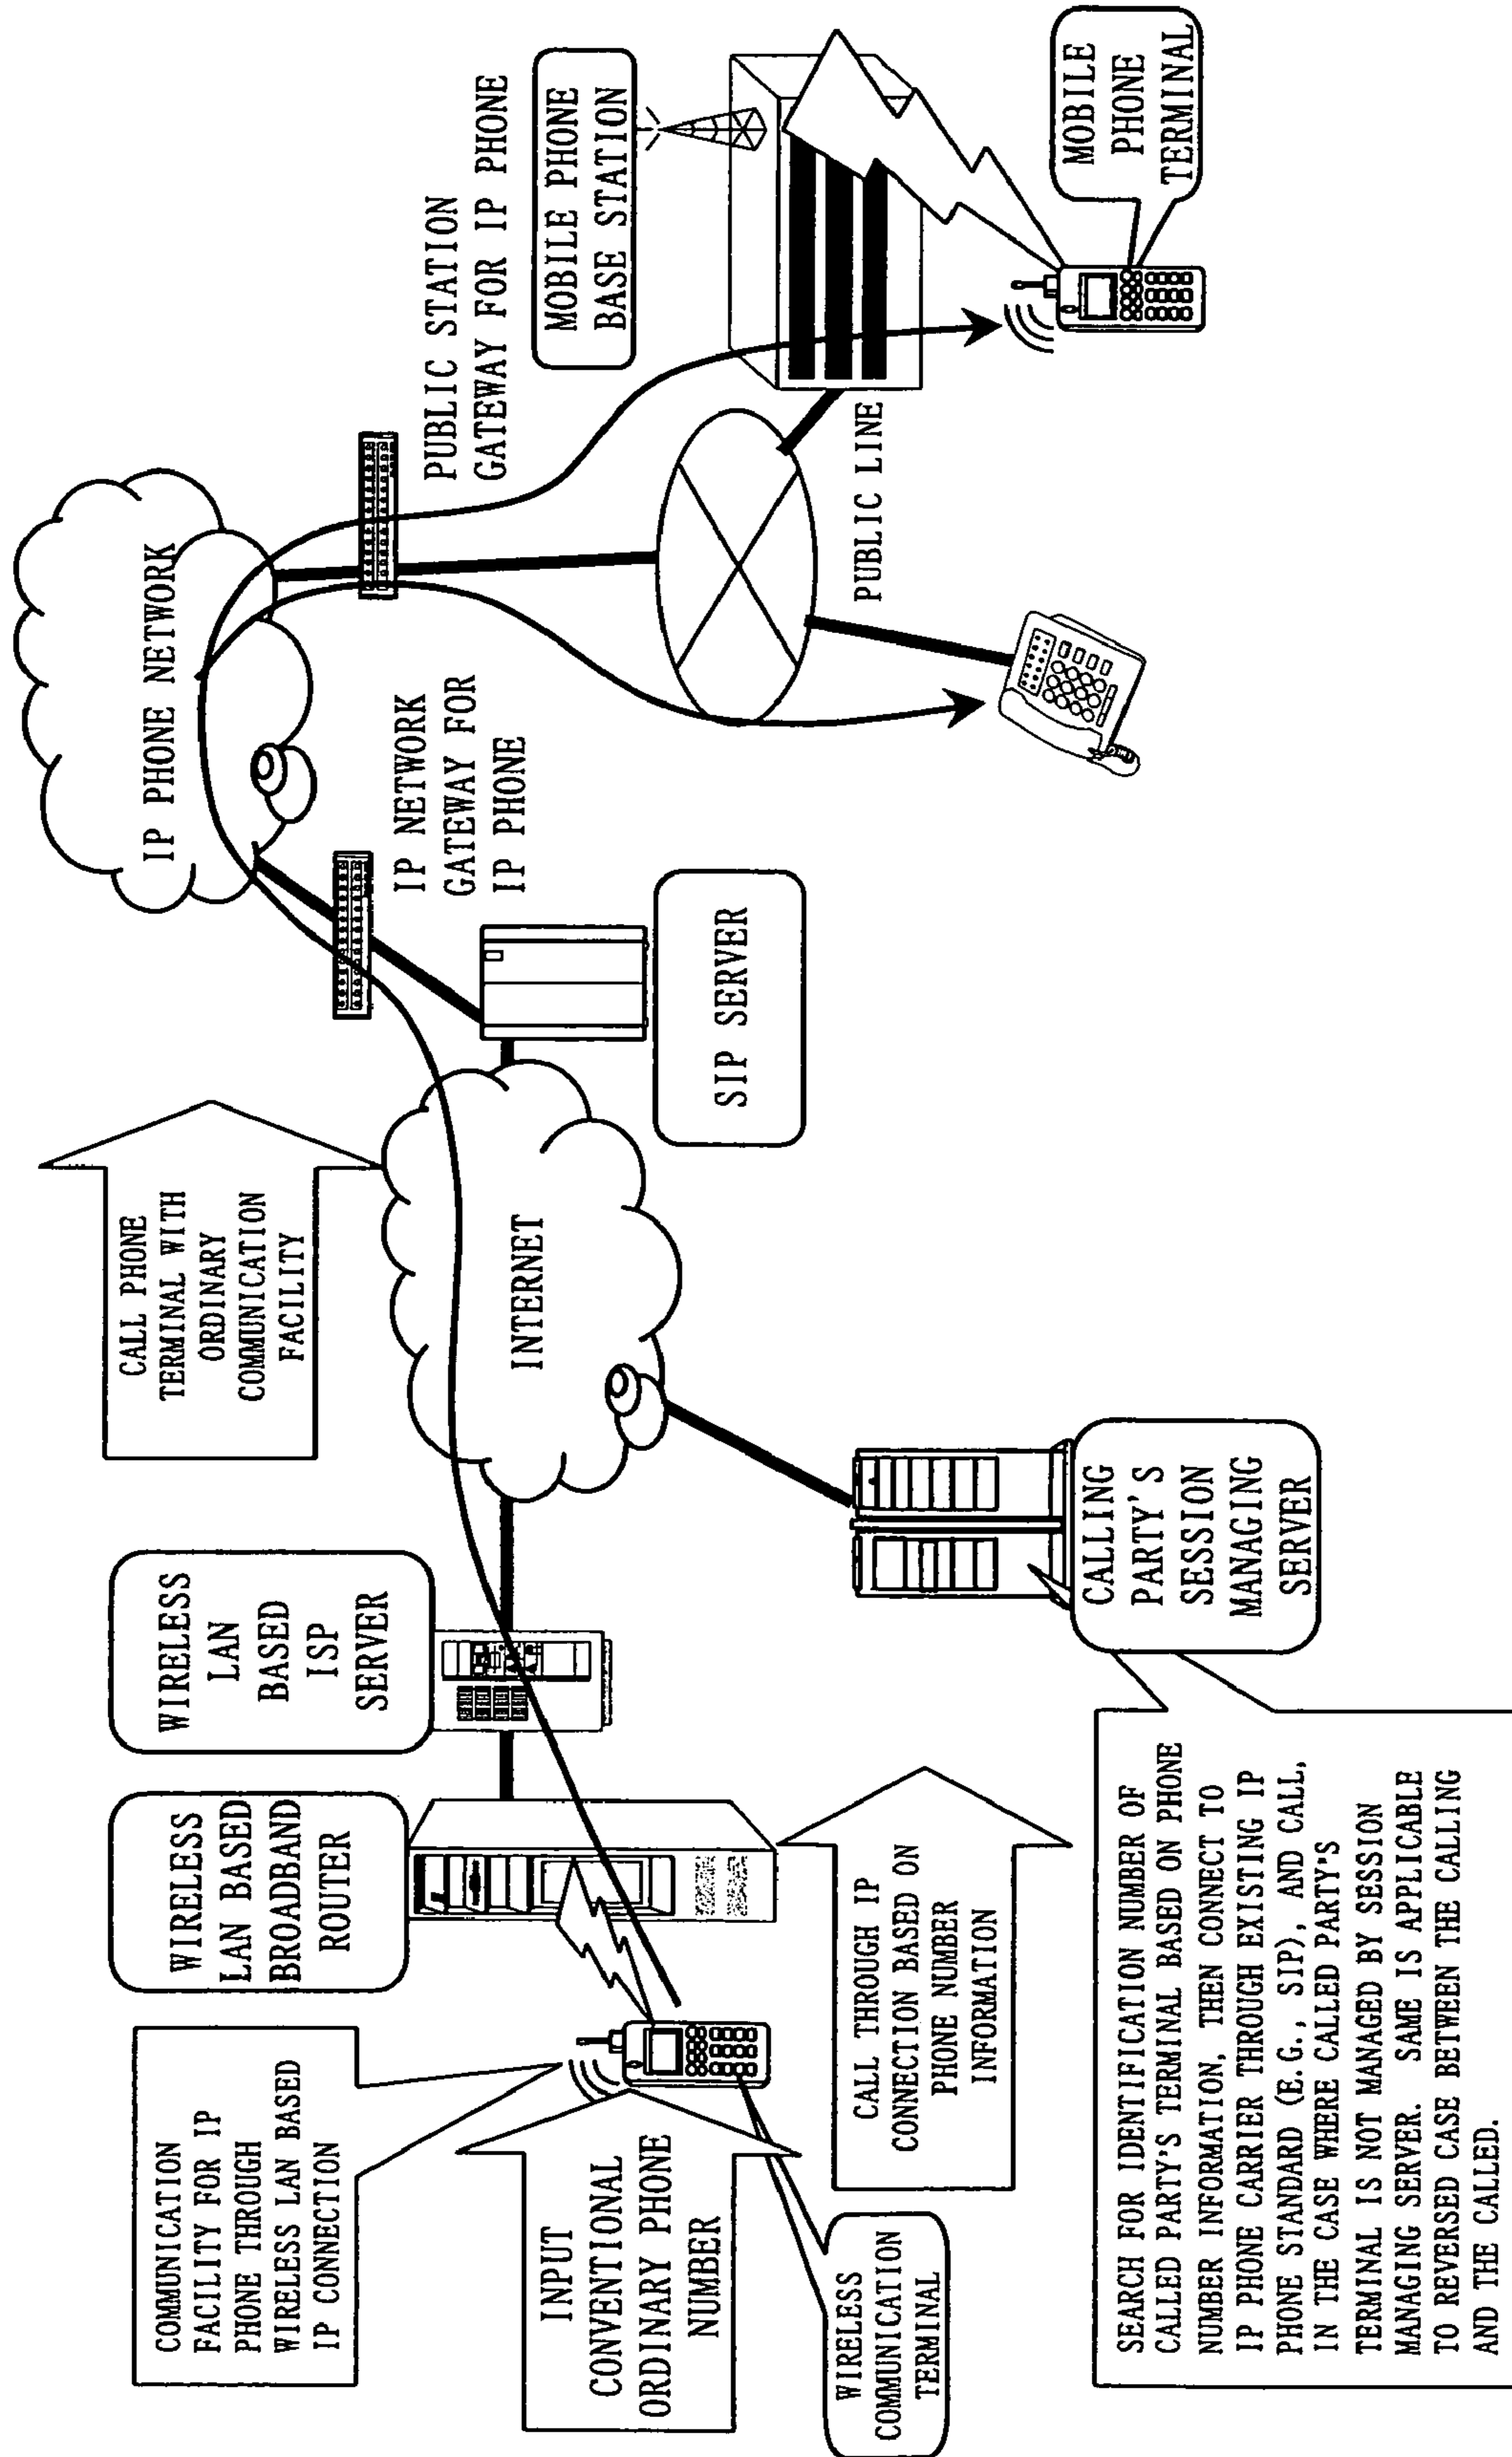 COMMUNICATION
FACILITY FOR IP
PHONE THROUGH
WIRELESS LAN BASED
IP CONNECTION
INPUT
CONVENTIONAL
ORDINARY PHONE
NUMBER
WIRELESS
COMMUNICATION
TERMINAL
WIRELESS
LAN BASED
BROADBAND
ROUTER
WIRELESS
LAN
BASED
ISP
SERVER
CALL THROUGH IP
CONNECTION BASED ON
PHONE NUMBER
INFORMATION
SEARCH FOR IDENTIFICATION NUMBER OF
CALLED PARTY'S TERMINAL BASED ON PHONE
NUMBER INFORMATION, THEN CONNECT TO
IP PHONE CARRIER THROUGH EXISTING IP
PHONE STANDARD (E.G., SIP), AND CALL,
IN THE CASE WHERE CALLED PARTY'S
TERMINAL IS NOT MANAGED BY SESSION
MANAGING SERVER. SAME IS APPLICABLE
TO REVERSED CASE BETWEEN THE CALLING
AND THE CALLED.
CALLING
PARTY'S
SESSION
MANAGING
SERVER
CALL PHONE
TERMINAL WITH
ORDINARY
COMMUNICATION
FACILITY
INTERNET
SIP SERVER
IP NETWORK
GATEWAY FOR
IP PHONE
IP PHONE NETWORK
PUBLIC STATION
GATEWAY FOR IP PHONE
PUBLIC LINE
MOBILE PHONE
BASE STATION
MOBILE
PHONE
TERMINAL